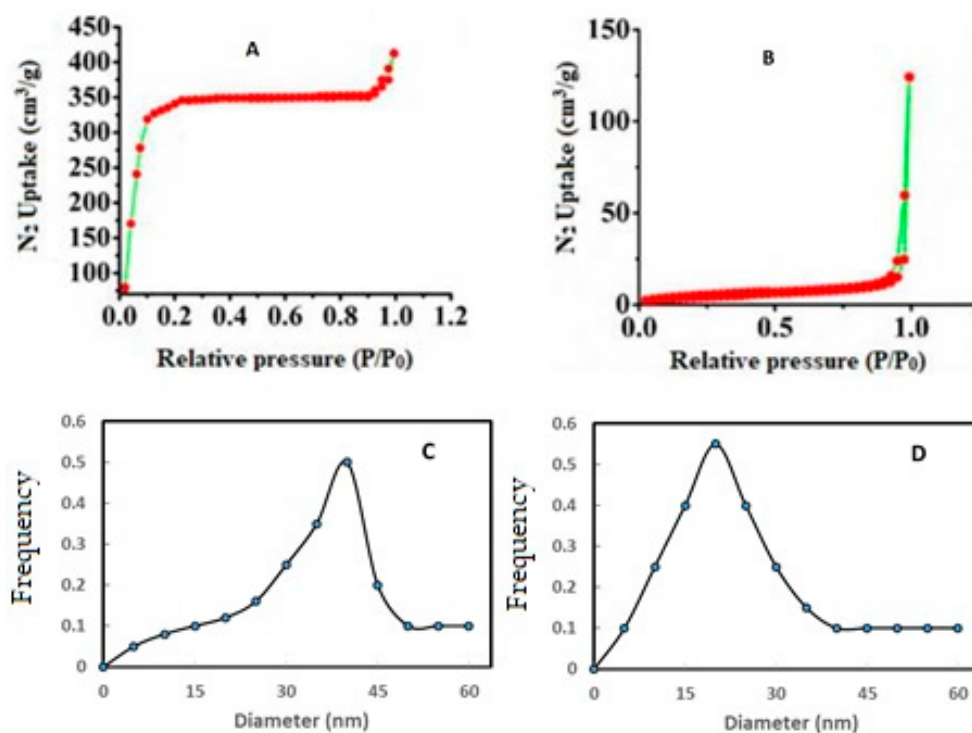 A
N₂ Uptake (cm³/g)
450
400
350
300
250
200
150
100
0.0 0.2 0.4 0.6 0.8 1.0 1.2
Relative pressure (P/P₀)
B
N₂ Uptake (cm³/g)
150
100
50
0
0.0 0.5 1.0
Relative pressure (P/P₀)
C
Frequency
0.6
0.5
0.4
0.3
0.2
0.1
0
0 15 30 45 60
Diameter (nm)
D
Frequency
0.6
0.5
0.4
0.3
0.2
0.1
0
0 15 30 45 60
Diameter (nm)